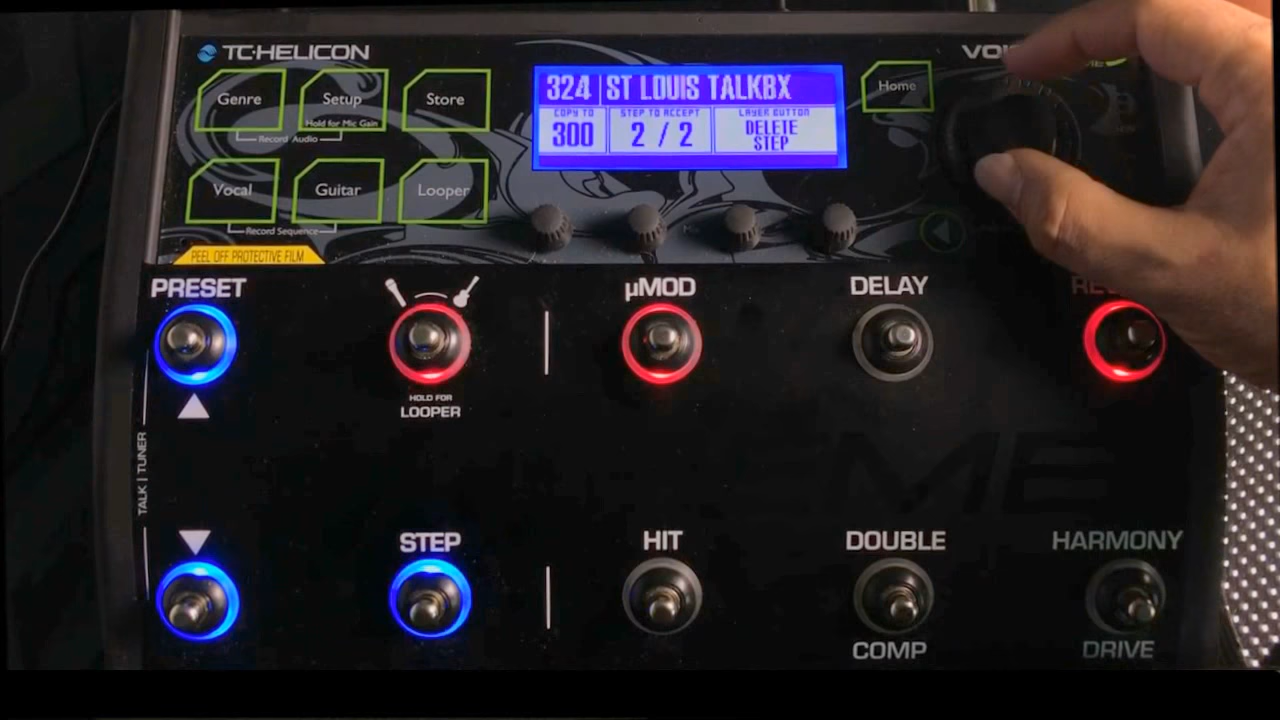 TC·HELICON
VOI
Genre
Setup
Hold for Mic Gain
Store
Record Audio
Vocal
Guitar
Looper
Record Sequence
PEEL OFF PROTECTIVE FILM
324 ST LOUIS TALKBX
COPY TO
300
STEP TO ACCEPT
2 / 2
LAYER BUTTON
DELETE
STEP
Home
PRESET
HOLD FOR
LOOPER
µMOD
DELAY
RE
TALK | TUNER
STEP
HIT
DOUBLE
COMP
HARMONY
DRIVE